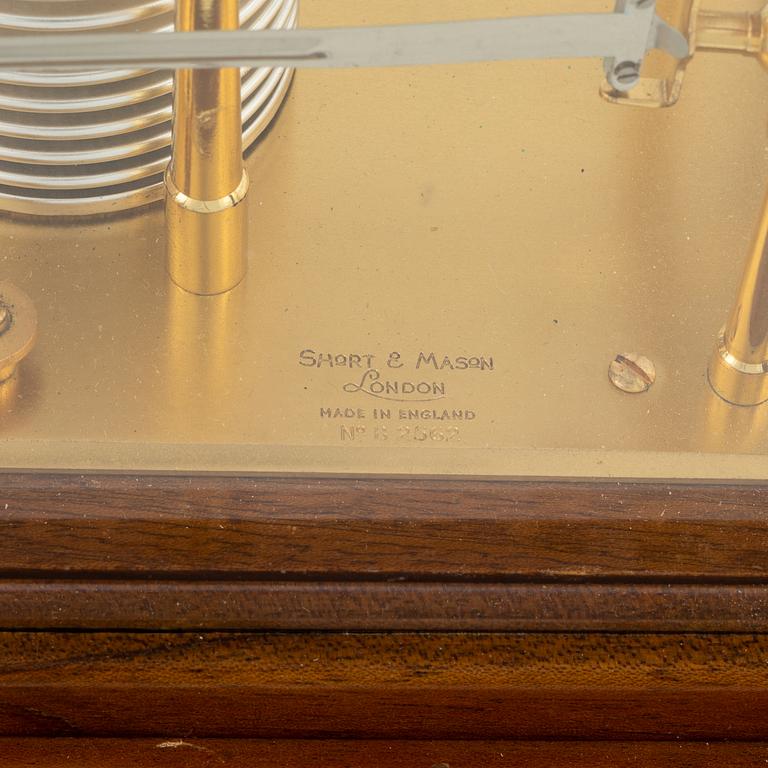 SHORT & MASON
LONDON
MADE IN ENGLAND
Nº B 2562